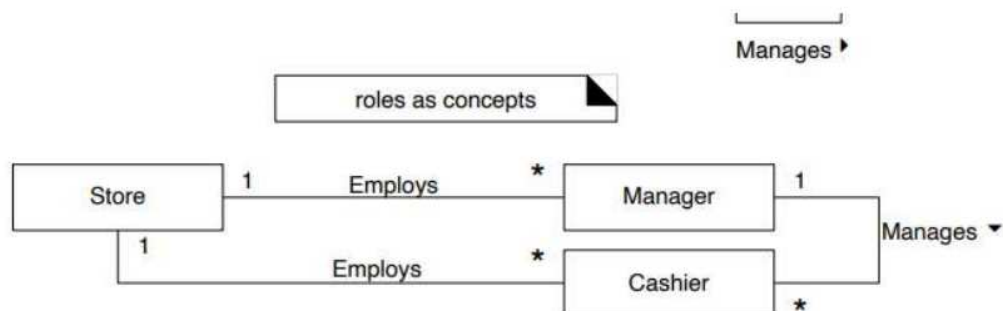 Manages
roles as concepts
Store
1
Employs
*
Manager
1
Manages
1
Employs
*
Cashier
*